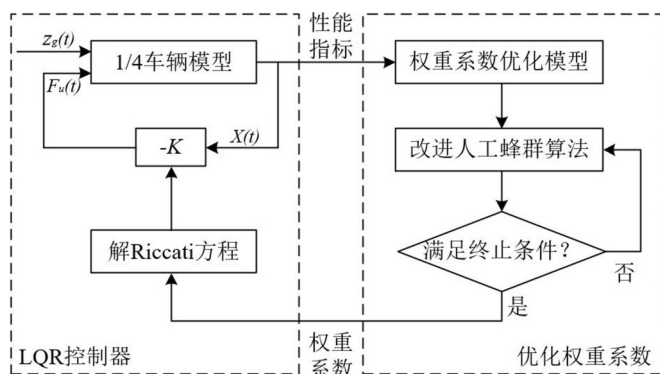 z_g(t)
1/4车辆模型
F_u(t)
-K
X(t)
解Riccati方程
LQR控制器
性能
指标
权重
系数
权重系数优化模型
改进人工蜂群算法
满足终止条件？
否
是
优化权重系数